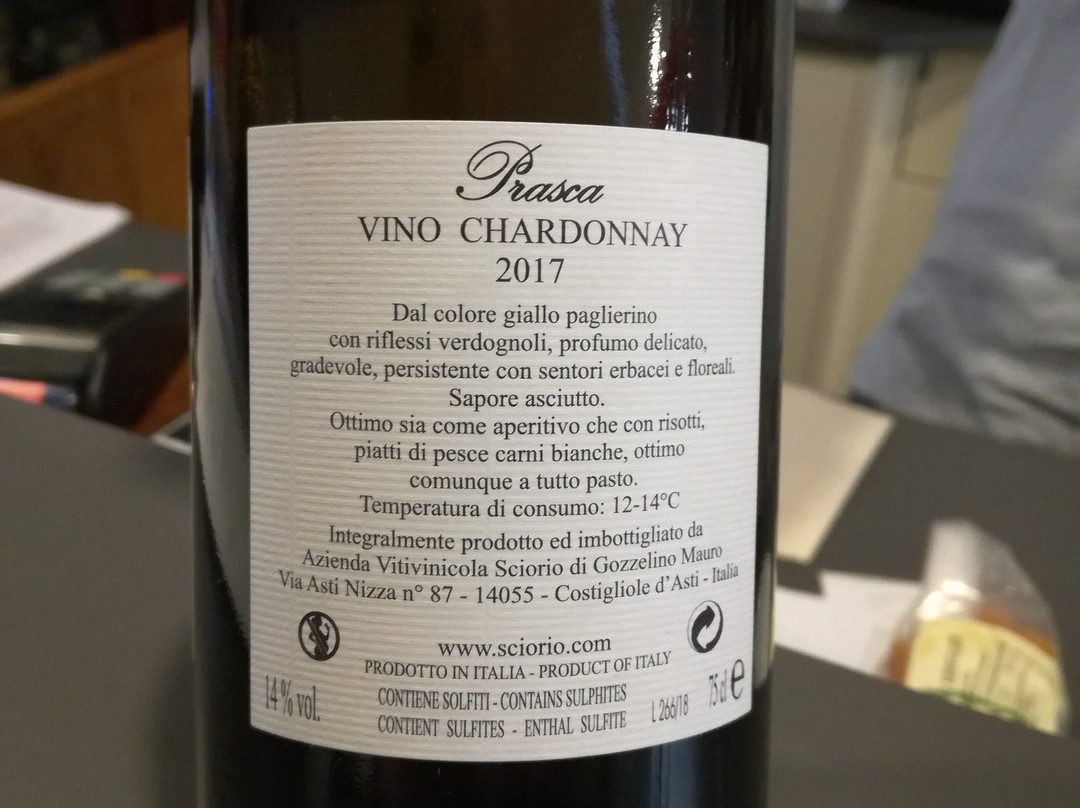 Prasca
VINO CHARDONNAY
2017
Dal colore giallo paglierino
con riflessi verdognoli, profumo delicato,
gradevole, persistente con sentori erbacei e floreali.
Sapore asciutto.
Ottimo sia come aperitivo che con risotti,
piatti di pesce carni bianche, ottimo
comunque a tutto pasto.
Temperatura di consumo: 12-14°C
Integralmente prodotto ed imbottigliato da
Azienda Vitivinicola Sciorio di Gozzelino Mauro
Via Asti Nizza n° 87 - 14055 - Costigliole d'Asti - Italia
www.sciorio.com
PRODOTTO IN ITALIA - PRODUCT OF ITALY
14% vol.
CONTIENE SOLFITI - CONTAINS SULPHITES
CONTIENT SULFITES - ENTHAL SULFITE
L 266/18
75 cl e